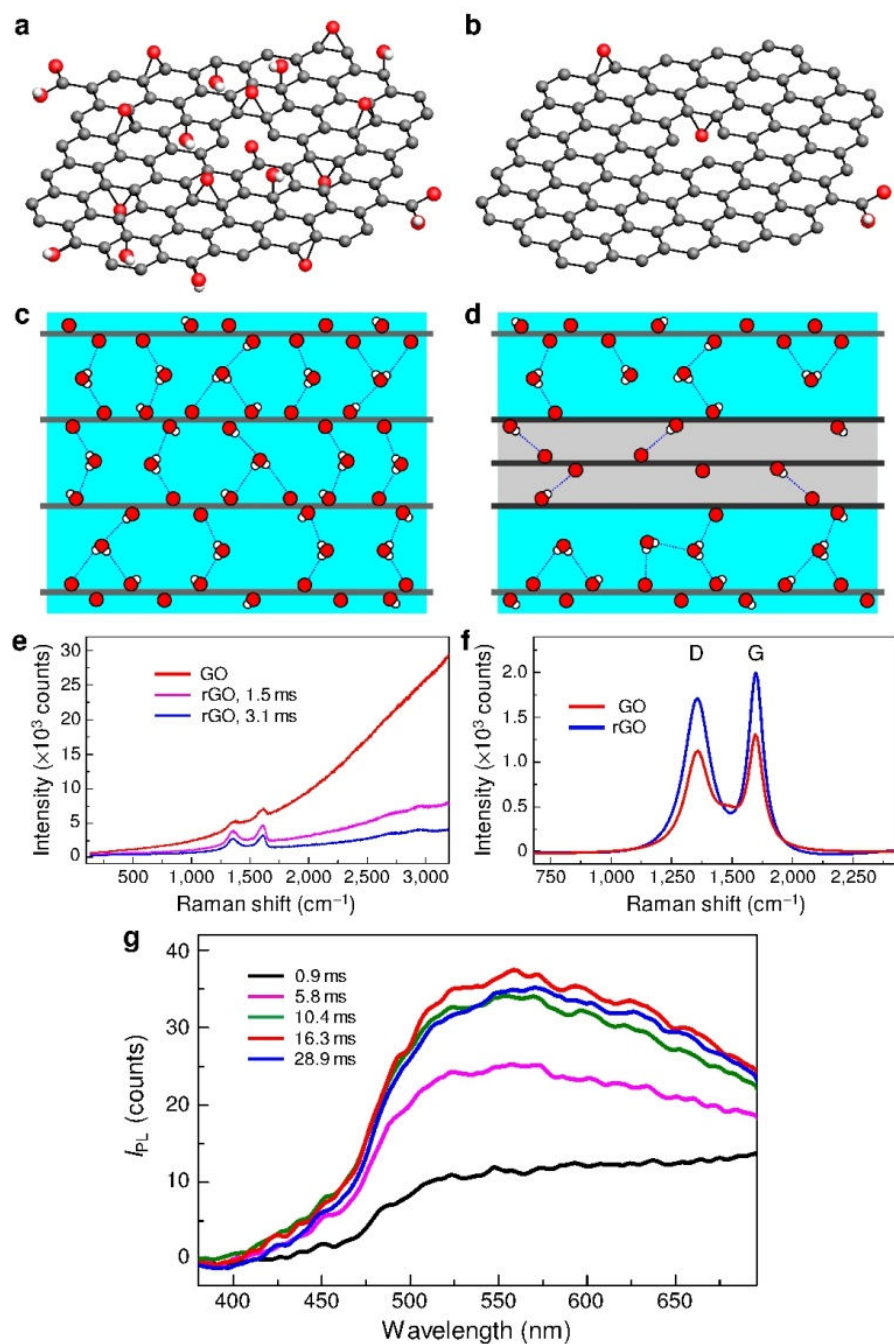 a
b
c
d
e
30
25
20
15
10
5
0
Intensity (×10³ counts)
GO
rGO, 1.5 ms
rGO, 3.1 ms
500
1,000
1,500
2,000
2,500
3,000
Raman shift (cm⁻¹)
f
2.0
1.5
1.0
0.5
0
Intensity (×10³ counts)
D
G
GO
rGO
750
1,000
1,250
1,500
1,750
2,000
2,250
Raman shift (cm⁻¹)
g
40
30
20
10
0
I_PL (counts)
0.9 ms
5.8 ms
10.4 ms
16.3 ms
28.9 ms
400
450
500
550
600
650
Wavelength (nm)